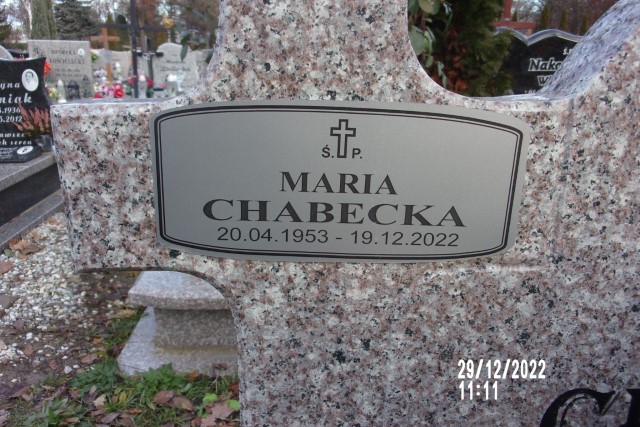 Ś. P.
MARIA
CHABECKA
20.04.1953 - 19.12.2022
29/12/2022
11:11